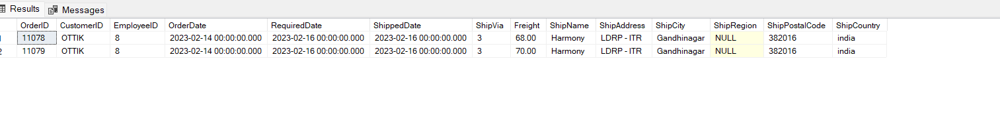 Results Messages
OrderID CustomerID EmployeeID OrderDate RequiredDate ShippedDate ShipVia Freight ShipName ShipAddress ShipCity ShipRegion ShipPostalCode ShipCountry
1 11078 OTTIK 8 2023-02-14 00:00:00.000 2023-02-16 00:00:00.000 2023-02-16 00:00:00.000 3 68.00 Harmony LDRP - ITR Gandhinagar NULL 382016 india
2 11079 OTTIK 8 2023-02-14 00:00:00.000 2023-02-16 00:00:00.000 2023-02-16 00:00:00.000 3 70.00 Harmony LDRP - ITR Gandhinagar NULL 382016 india